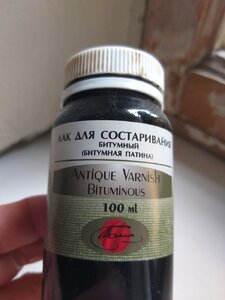 ЛАК ДЛЯ СОСТАРИВАНИЯ
БИТУМНЫЙ
(БИТУМНАЯ ПАТИНА)
ANTIQUE VARNISH
BITUMINOUS
100 ml